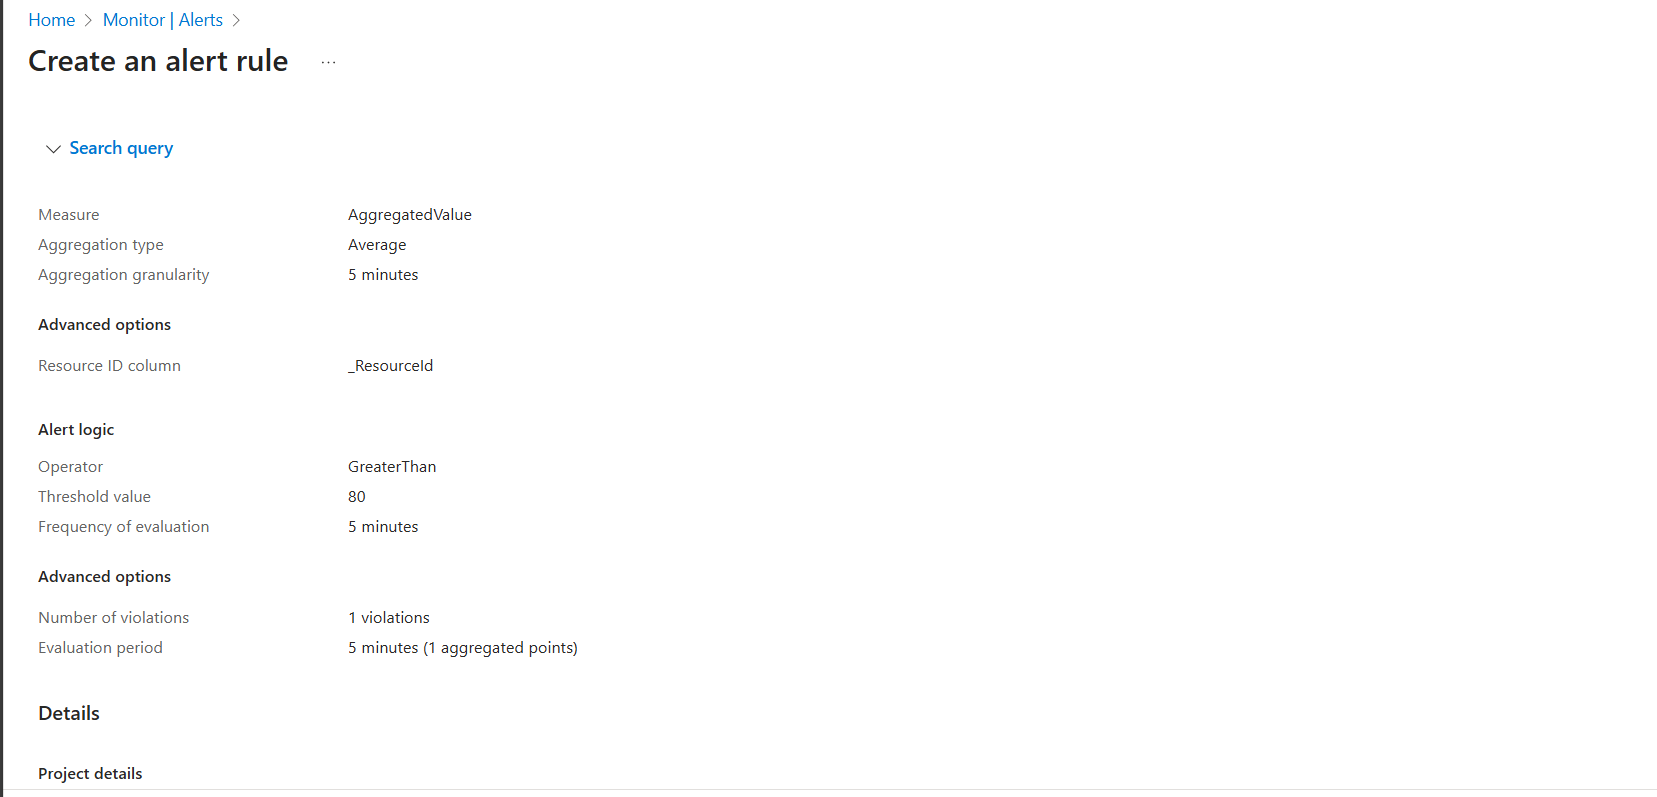 Home > Monitor | Alerts >
Create an alert rule ...
Search query
Measure AggregatedValue
Aggregation type Average
Aggregation granularity 5 minutes
Advanced options
Resource ID column _ResourceId
Alert logic
Operator GreaterThan
Threshold value 80
Frequency of evaluation 5 minutes
Advanced options
Number of violations 1 violations
Evaluation period 5 minutes (1 aggregated points)
Details
Project details